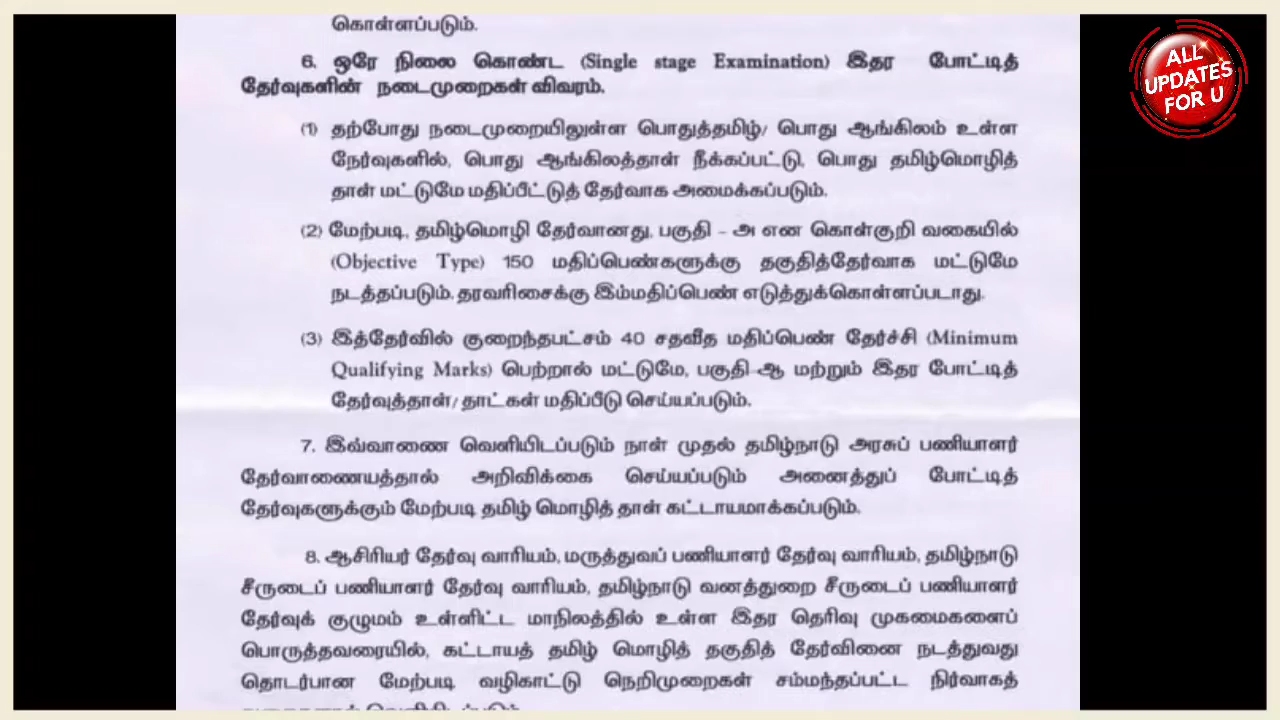 கொள்ளப்படும்.
6. ஒரே நிலை கொண்ட (Single stage Examination) இதர போட்டித்
தேர்வுகளின் நடைமுறைகள் விவரம்.
(1) தற்போது நடைமுறையிலுள்ள பொதுத்தமிழ்/ பொது ஆங்கிலம் உள்ள
நேர்வுகளில், பொது ஆங்கிலத்தாள் நீக்கப்பட்டு, பொது தமிழ்மொழித்
தாள் மட்டுமே மதிப்பீட்டுத் தேர்வாக அமைக்கப்படும்.
(2) மேற்படி, தமிழ்மொழி தேர்வானது, பகுதி – அ என கொள்குறி வகையில்
(Objective Type) 150 மதிப்பெண்களுக்கு தகுதித்தேர்வாக மட்டுமே
நடத்தப்படும். தரவரிசைக்கு இம்மதிப்பெண் எடுத்துக்கொள்ளப்படாது.
(3) இத்தேர்வில் குறைந்தபட்சம் 40 சதவீத மதிப்பெண் தேர்ச்சி (Minimum
Qualifying Marks) பெற்றால் மட்டுமே, பகுதி-ஆ மற்றும் இதர போட்டித்
தேர்வுத்தாள்/ தாட்கள் மதிப்பீடு செய்யப்படும்.
7. இவ்வாணை வெளியிடப்படும் நாள் முதல் தமிழ்நாடு அரசுப் பணியாளர்
தேர்வாணையத்தால் அறிவிக்கை செய்யப்படும் அனைத்துப் போட்டித்
தேர்வுகளுக்கும் மேற்படி தமிழ் மொழித் தாள் கட்டாயமாக்கப்படும்.
8. ஆசிரியர் தேர்வு வாரியம், மருத்துவப் பணியாளர் தேர்வு வாரியம், தமிழ்நாடு
சீருடைப் பணியாளர் தேர்வு வாரியம், தமிழ்நாடு வனத்துறை சீருடைப் பணியாளர்
தேர்வுக் குழுமம் உள்ளிட்ட மாநிலத்தில் உள்ள இதர தெரிவு முகமைகளைப்
பொருத்தவரையில், கட்டாயத் தமிழ் மொழித் தகுதித் தேர்வினை நடத்துவது
தொடர்பான மேற்படி வழிகாட்டு நெறிமுறைகள் சம்மந்தப்பட்ட நிர்வாகத்
ALL
UPDATES
FOR U